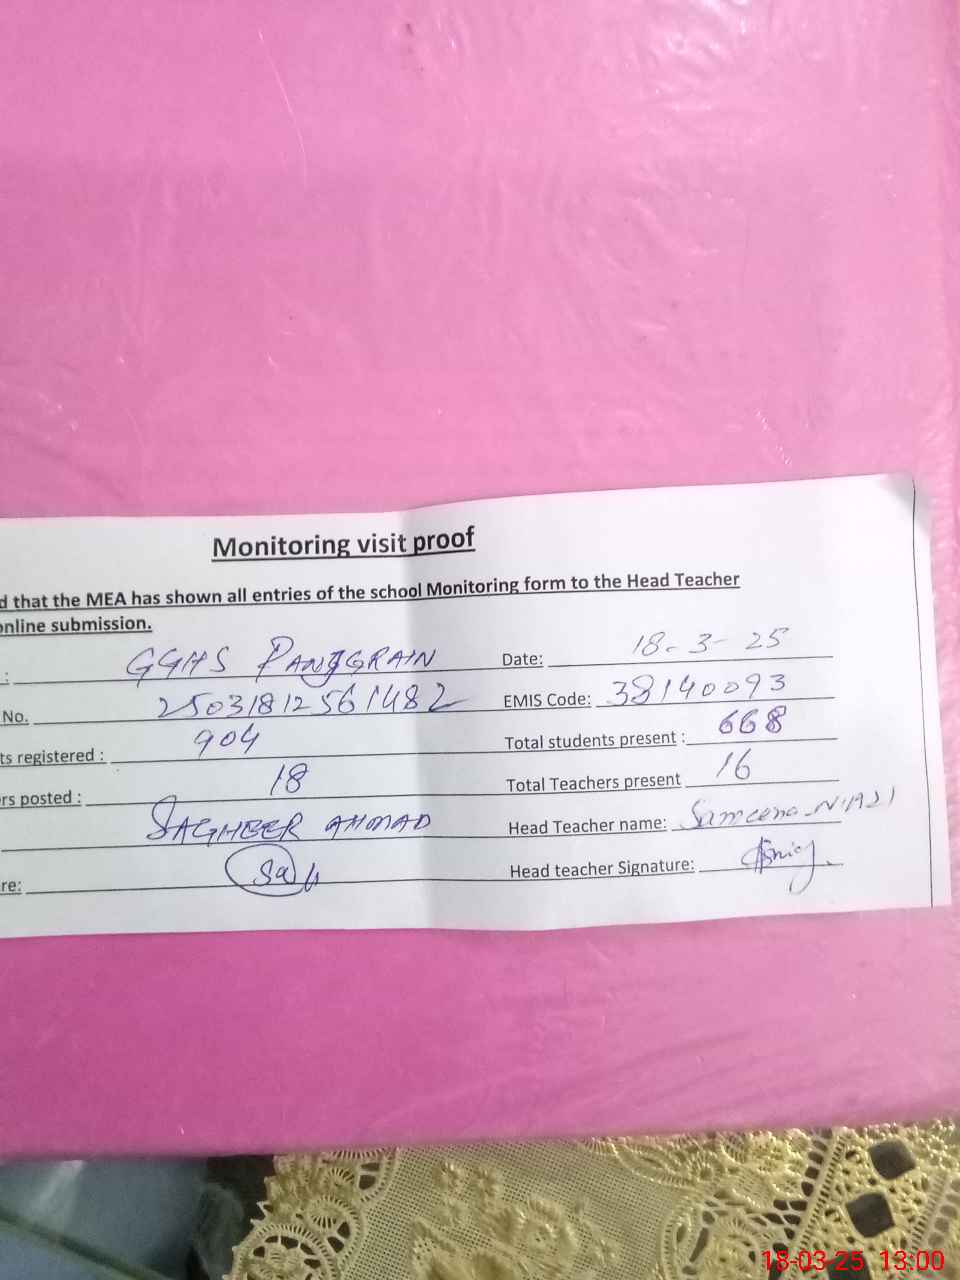 Monitoring visit proof
d that the MEA has shown all entries of the school Monitoring form to the Head Teacher
online submission.
: GGHS PANJGRAIN Date: 18-3-25
No. 25031812561482 EMIS Code: 38140093
ts registered : 904 Total students present : 668
rs posted : 18 Total Teachers present 16
SAGHEER AHMAD Head Teacher name: Sameena Niazi
re: Head teacher Signature:
18-03-25 13:00